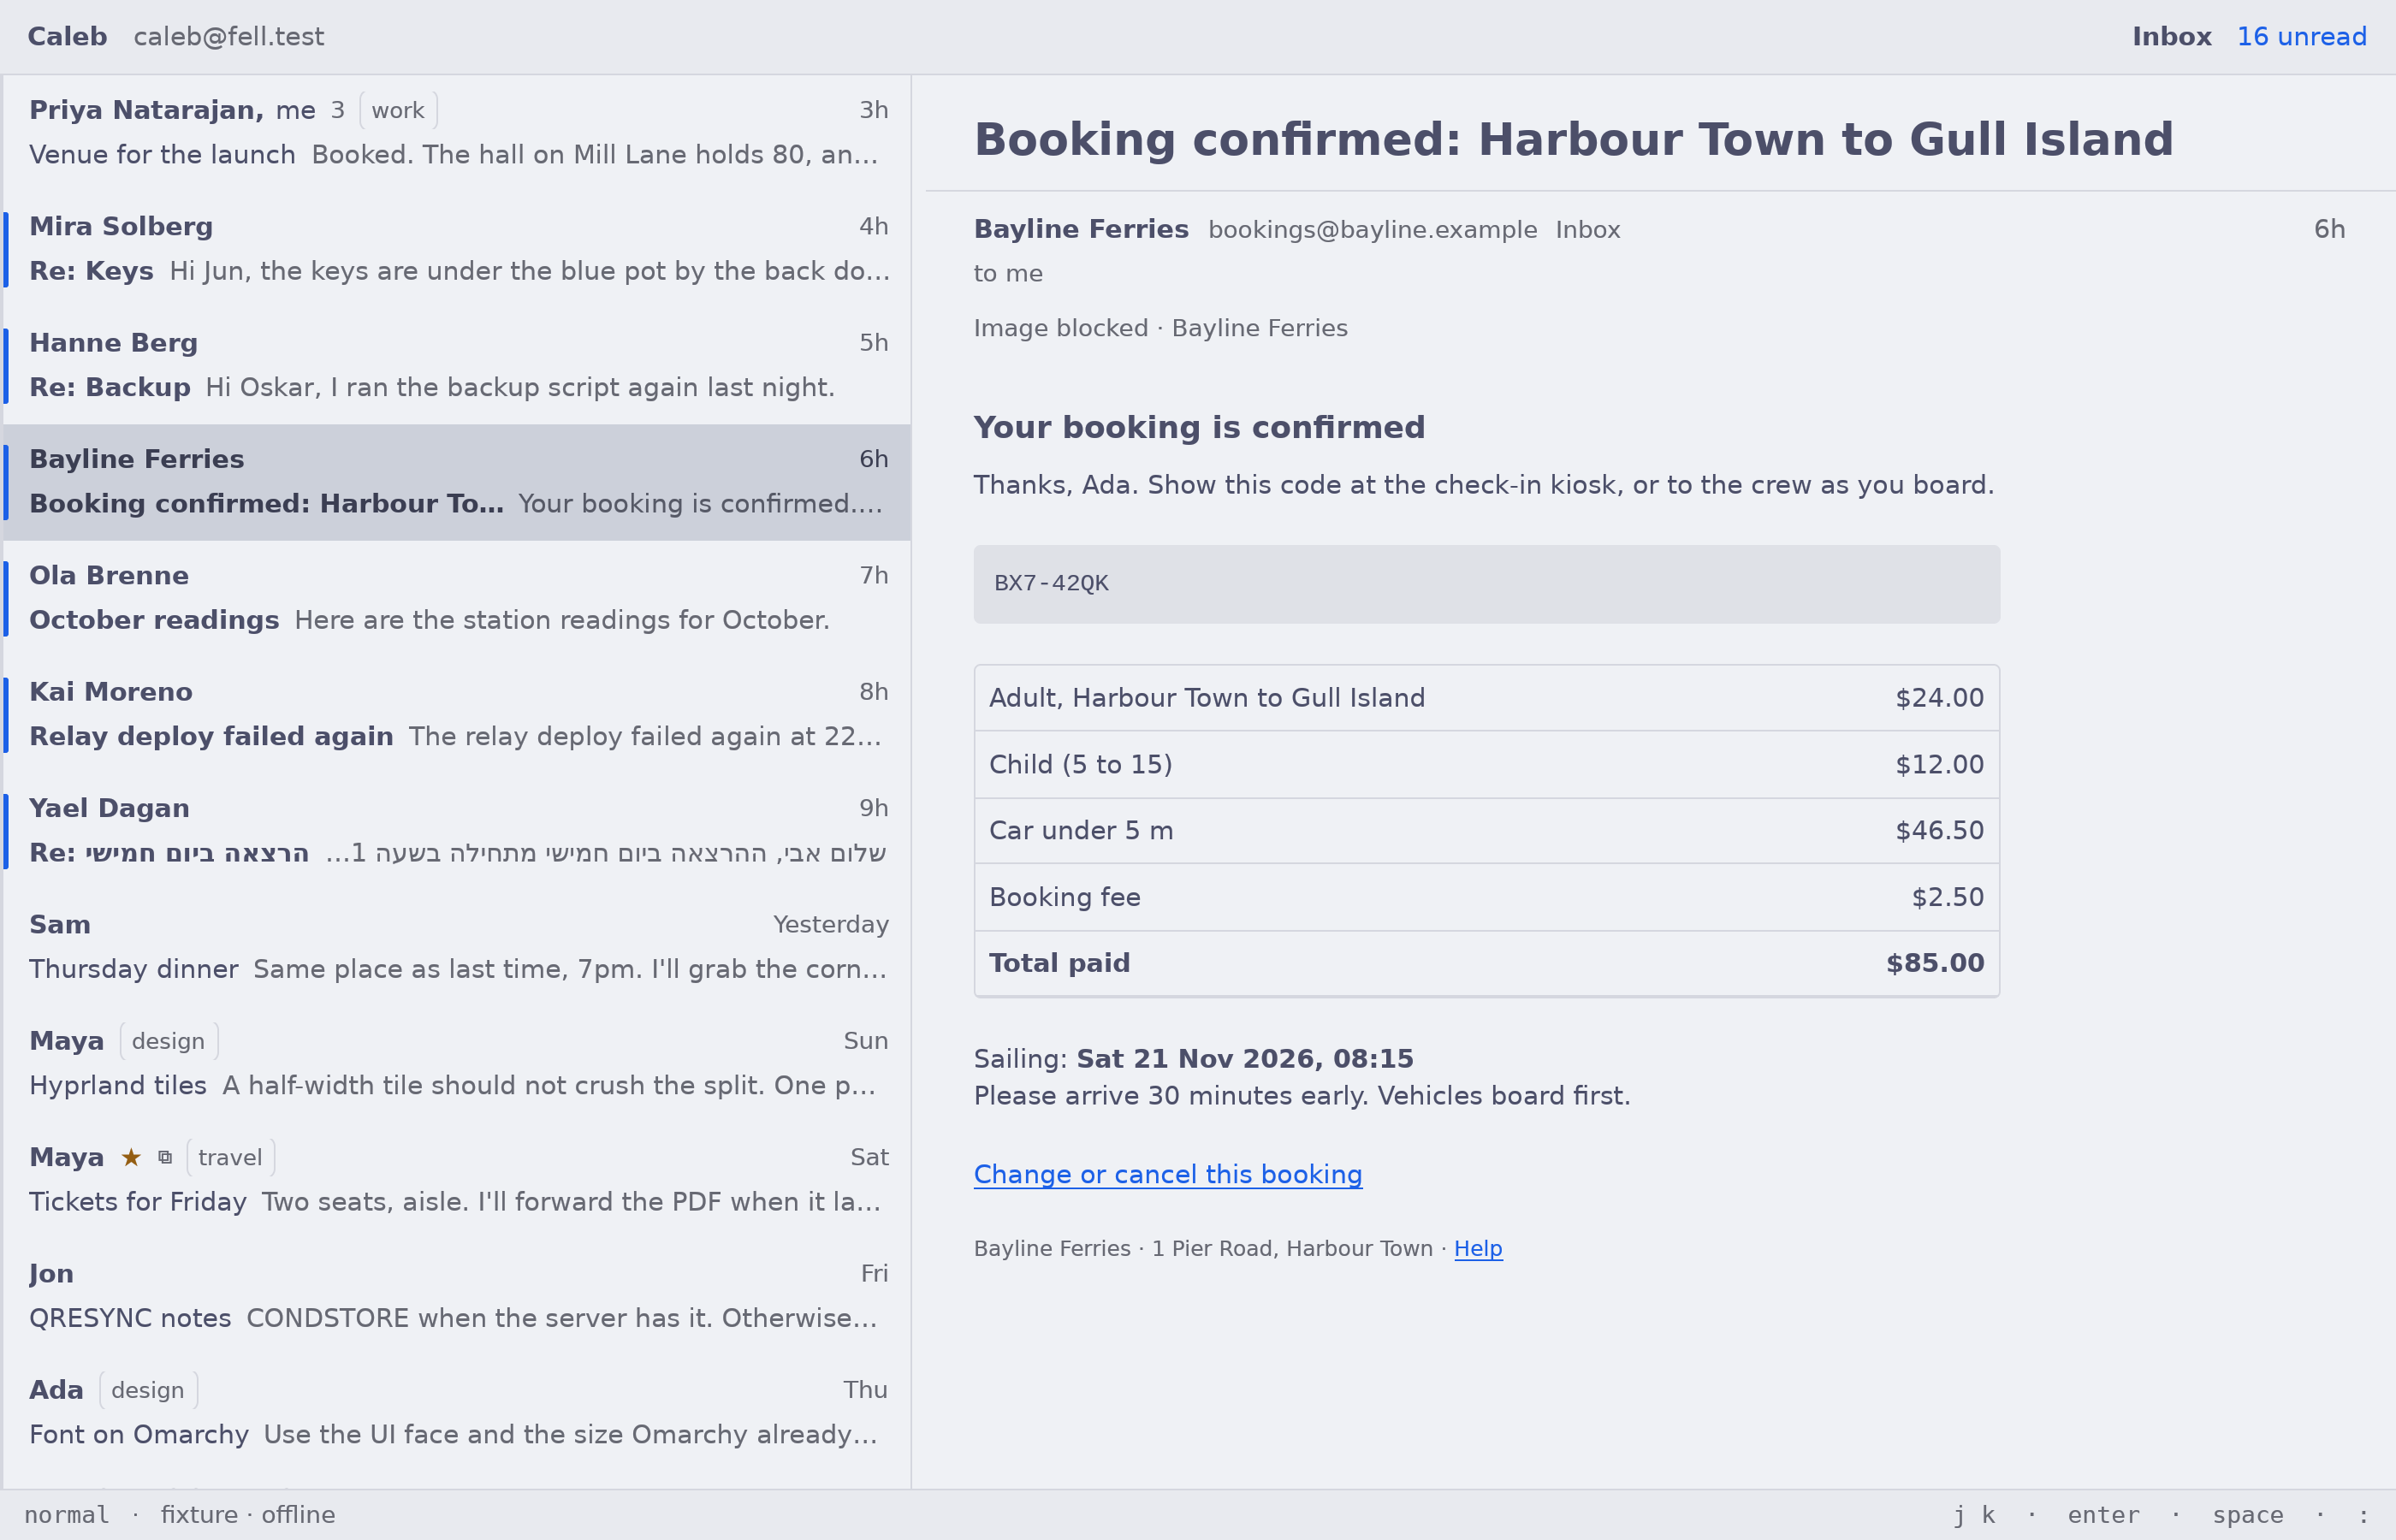 Caleb caleb@fell.test
Inbox 16 unread
Priya Natarajan, me 3 work 3h
Venue for the launch Booked. The hall on Mill Lane holds 80, an…
Mira Solberg 4h
Re: Keys Hi Jun, the keys are under the blue pot by the back do…
Hanne Berg 5h
Re: Backup Hi Oskar, I ran the backup script again last night.
Bayline Ferries 6h
Booking confirmed: Harbour To… Your booking is confirmed.…
Ola Brenne 7h
October readings Here are the station readings for October.
Kai Moreno 8h
Relay deploy failed again The relay deploy failed again at 22…
Yael Dagan 9h
Re: הרצאה ביום חמישי שלום אבי, ההרצאה ביום חמישי מתחילה בשעה 1…
Sam Yesterday
Thursday dinner Same place as last time, 7pm. I'll grab the corn…
Maya design Sun
Hyprland tiles A half-width tile should not crush the split. One p…
Maya ★ ⧉ travel Sat
Tickets for Friday Two seats, aisle. I'll forward the PDF when it la…
Jon Fri
QRESYNC notes CONDSTORE when the server has it. Otherwise…
Ada design Thu
Font on Omarchy Use the UI face and the size Omarchy already…
Booking confirmed: Harbour Town to Gull Island
Bayline Ferries bookings@bayline.example Inbox 6h
to me
Image blocked · Bayline Ferries
Your booking is confirmed
Thanks, Ada. Show this code at the check-in kiosk, or to the crew as you board.
BX7-42QK
Adult, Harbour Town to Gull Island $24.00
Child (5 to 15) $12.00
Car under 5 m $46.50
Booking fee $2.50
Total paid $85.00
Sailing: Sat 21 Nov 2026, 08:15
Please arrive 30 minutes early. Vehicles board first.
Change or cancel this booking
Bayline Ferries · 1 Pier Road, Harbour Town · Help
normal · fixture · offline
j k · enter · space · :